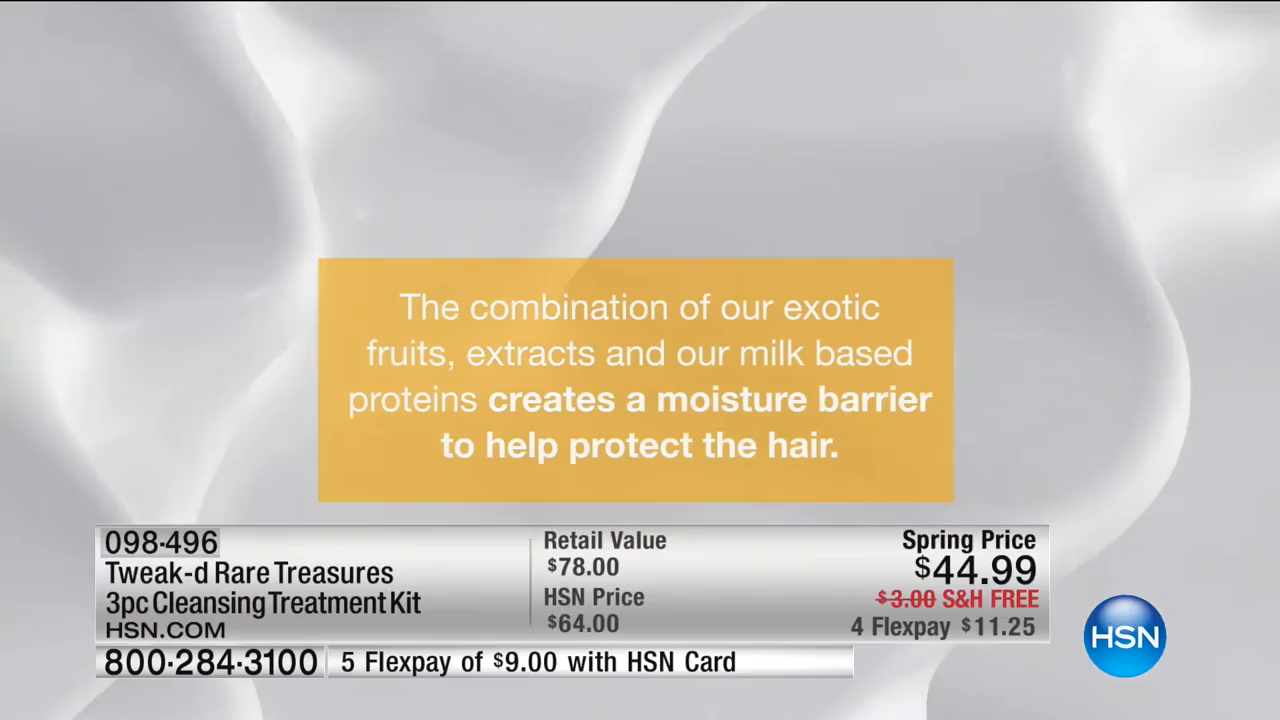 The combination of our exotic
fruits, extracts and our milk based
proteins creates a moisture barrier
to help protect the hair.
098-496
Tweak-d Rare Treasures
3pc Cleansing Treatment Kit
HSN.COM
Retail Value
$78.00
HSN Price
$64.00
Spring Price
$44.99
$3.00 S&H FREE
4 Flexpay $11.25
800·284·3100
5 Flexpay of $9.00 with HSN Card
HSN